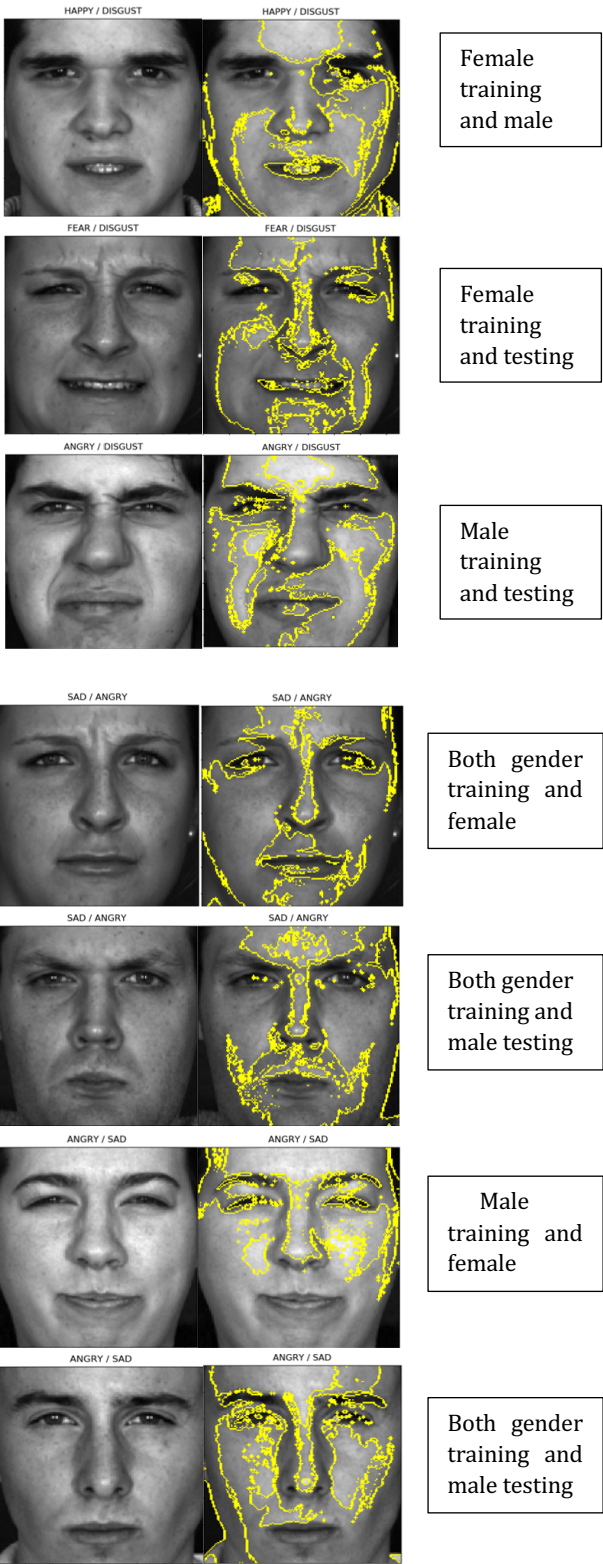 HAPPY / DISGUST
HAPPY / DISGUST
Female
training
and male
FEAR / DISGUST
FEAR / DISGUST
Female
training
and testing
ANGRY / DISGUST
ANGRY / DISGUST
Male
training
and testing
SAD / ANGRY
SAD / ANGRY
Both gender
training and
female
SAD / ANGRY
SAD / ANGRY
Both gender
training and
male testing
ANGRY / SAD
ANGRY / SAD
Male
training and
female
ANGRY / SAD
ANGRY / SAD
Both gender
training and
male testing